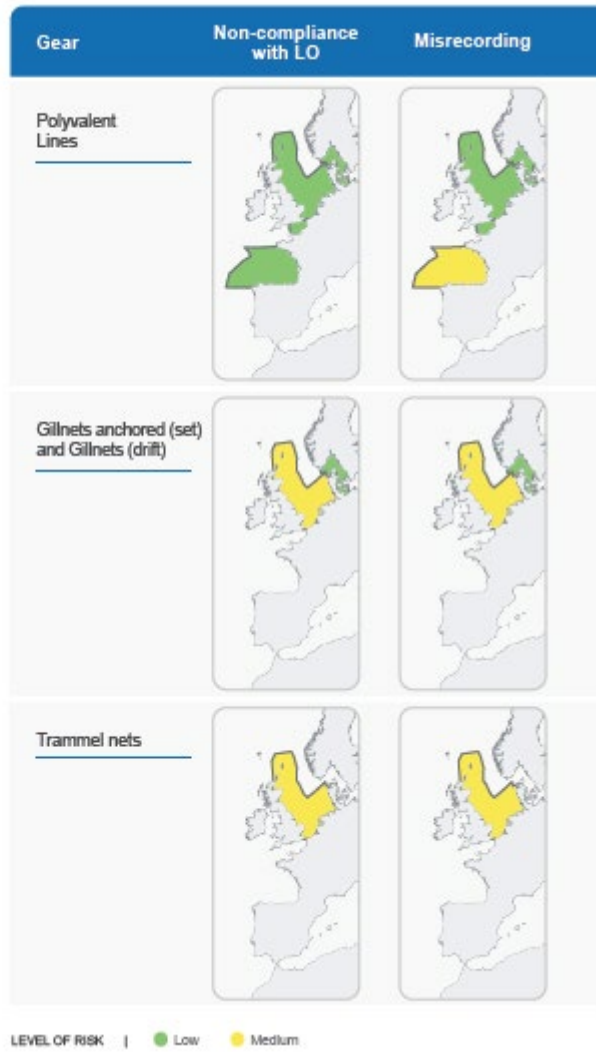 Gear
Non-compliance
with LO
Misrecording
Polyvalent
Lines
Gillnets anchored (set)
and Gillnets (drift)
Trammel nets
LEVEL OF RISK | Low Medium